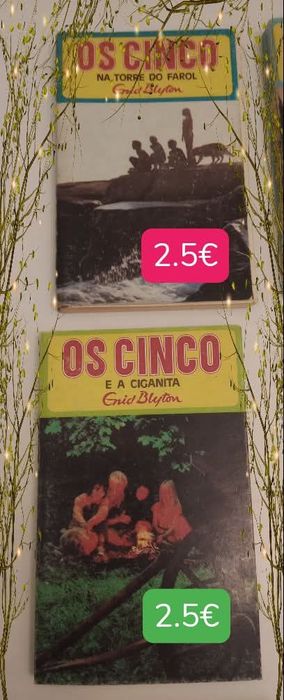 OS CINCO
NA TORRE DO FAROL
Enid Blyton
2.5€
OS CINCO
E A CIGANITA
Enid Blyton
2.5€